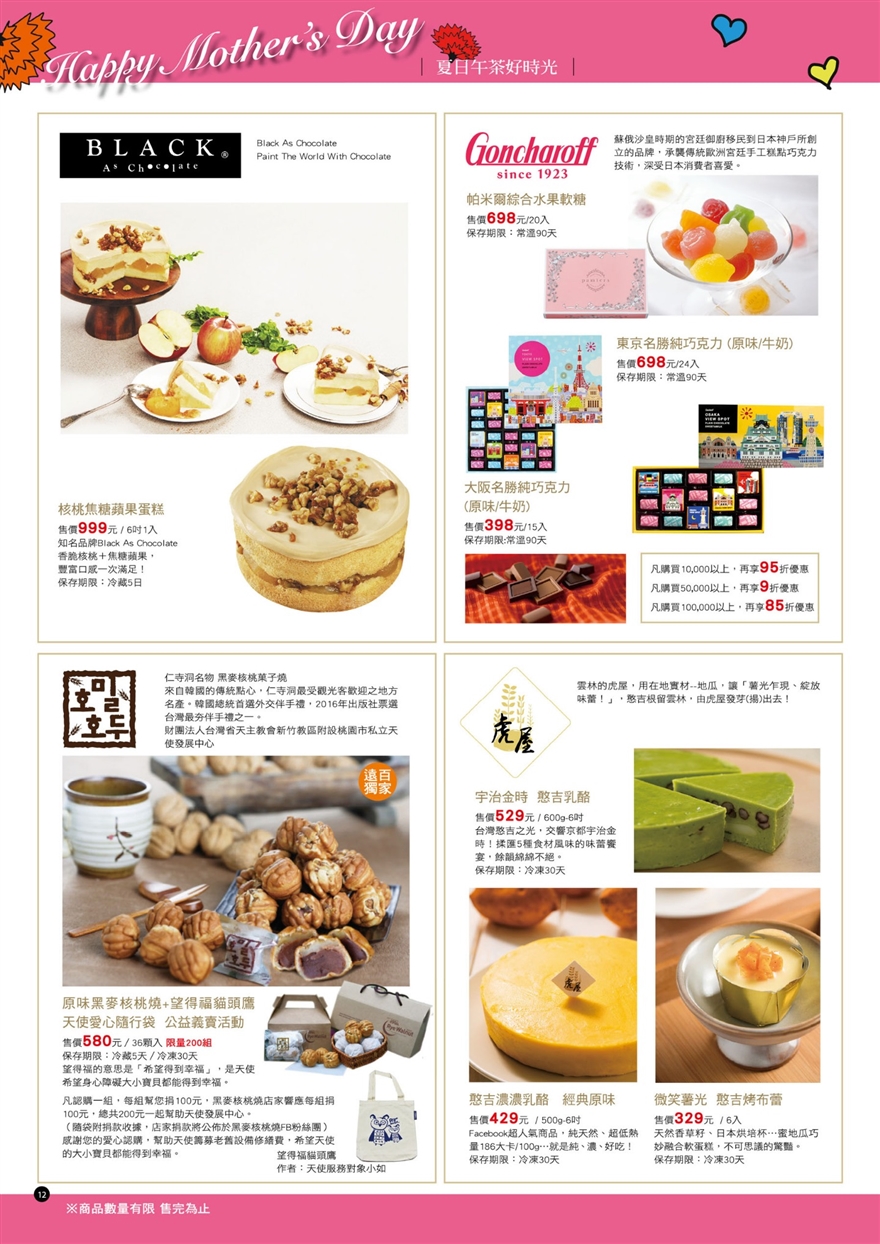 Happy Mother's Day
夏日午茶好時光
BLACK®
As Chocolate
Black As Chocolate
Paint The World With Chocolate
核桃焦糖蘋果蛋糕
售價999元 / 6吋1入
知名品牌Black As Chocolate
香脆核桃＋焦糖蘋果，
豐富口感一次滿足！
保存期限：冷藏5日
Goncharoff
since 1923
蘇俄沙皇時期的宮廷御廚移民到日本神戶所創
立的品牌，承襲傳統歐洲宮廷手工糕點巧克力
技術，深受日本消費者喜愛。
帕米爾綜合水果軟糖
售價698元/20入
保存期限：常溫90天
東京名勝純巧克力 (原味/牛奶)
售價698元/24入
保存期限：常溫90天
OSAKA
VIEW SPOT
大阪名勝純巧克力
(原味/牛奶)
售價398元/15入
保存期限:常溫90天
凡購買10,000以上，再享95折優惠
凡購買50,000以上，再享9折優惠
凡購買100,000以上，再享85折優惠
호미
호밀
호두
仁寺洞名物 黑麥核桃菓子燒
來自韓國的傳統點心，仁寺洞最受觀光客歡迎之地方
名產。韓國總統首選外交伴手禮，2016年出版社票選
台灣最夯伴手禮之一。
財團法人台灣省天主教會新竹教區附設桃園市私立天
使發展中心
遠百
獨家
原味黑麥核桃燒+望得福貓頭鷹
天使愛心隨行袋 公益義賣活動
售價580元 / 36顆入 限量200組
保存期限：冷藏5天 / 冷凍30天
望得福的意思是「希望得到幸福」，是天使
希望身心障礙大小寶貝都能得到幸福。
凡認購一組，每組幫您捐100元，黑麥核桃燒店家響應每組捐
100元，總共200元一起幫助天使發展中心。
（隨袋附捐款收據，店家捐款將公佈於黑麥核桃燒FB粉絲團）
感謝您的愛心認購，幫助天使籌募老舊設備修繕費，希望天使
的大小寶貝都能得到幸福。
望得福貓頭鷹
作者：天使服務對象小如
虎屋
雲林的虎屋，用在地實材--地瓜，讓「薯光乍現、綻放
味蕾！」，憨吉根留雲林，由虎屋發芽(揚)出去！
宇治金時 憨吉乳酪
售價529元 / 600g-6吋
台灣憨吉之光，交響京都宇治金
時！揉匯5種食材風味的味蕾饗
宴，餘韻綿綿不絕。
保存期限：冷凍30天
虎屋
憨吉濃濃乳酪 經典原味
售價429元 / 500g-6吋
Facebook超人氣商品，純天然、超低熱
量186大卡/100g⋯就是純、濃、好吃！
保存期限：冷凍30天
微笑薯光 憨吉烤布蕾
售價329元 / 6入
天然香草籽、日本烘培杯⋯蜜地瓜巧
妙融合軟蛋糕，不可思議的驚豔。
保存期限：冷凍30天
12
※商品數量有限 售完為止